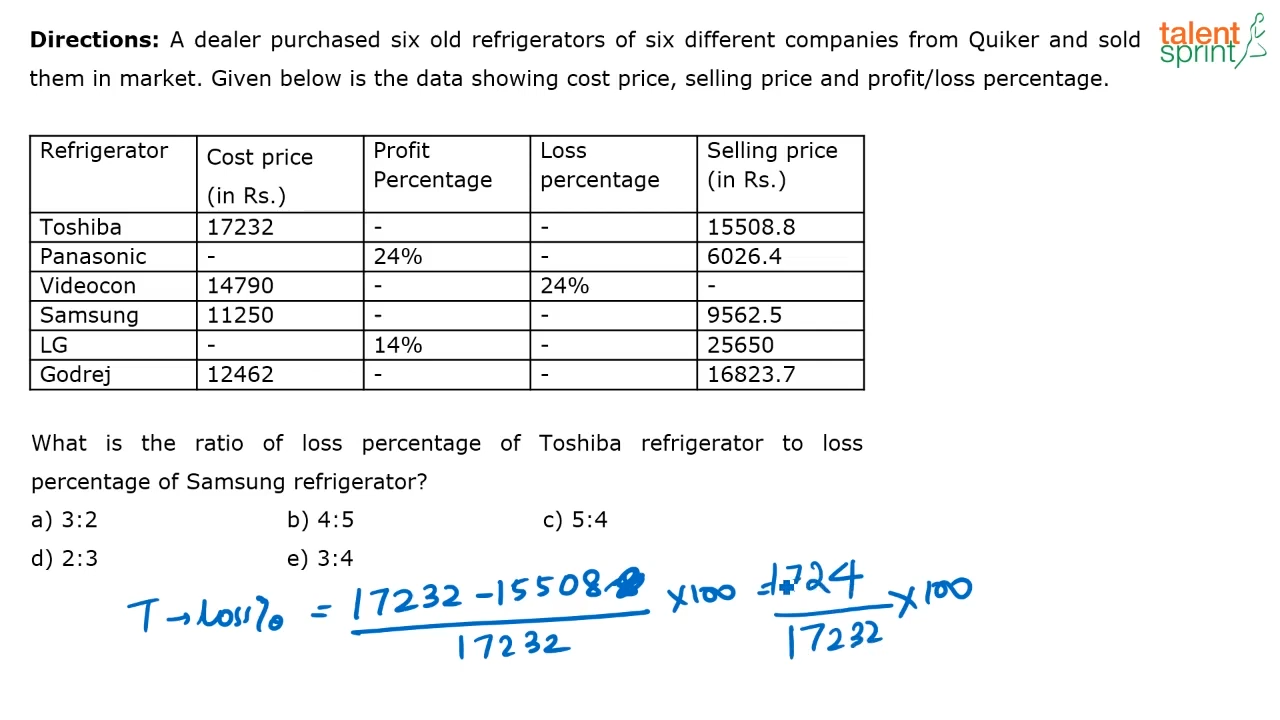 Directions: A dealer purchased six old refrigerators of six different companies from Quiker and sold
them in market. Given below is the data showing cost price, selling price and profit/loss percentage.
talent
sprint
Refrigerator Cost price (in Rs.) Profit Percentage Loss percentage Selling price (in Rs.)
Toshiba 17232 - - 15508.8
Panasonic - 24% - 6026.4
Videocon 14790 - 24% -
Samsung 11250 - - 9562.5
LG - 14% - 25650
Godrej 12462 - - 16823.7
What is the ratio of loss percentage of Toshiba refrigerator to loss
percentage of Samsung refrigerator?
a) 3:2 b) 4:5 c) 5:4
d) 2:3 e) 3:4
T → Loss% = 17232 - 15508 × 100 = 1724 × 100
17232 17232